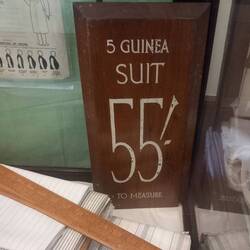 5 GUINEA
SUIT
55/-
TO MEASURE